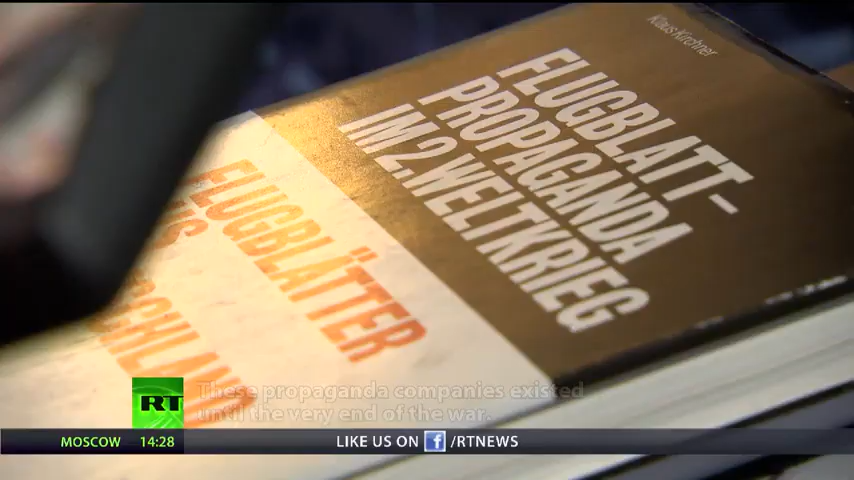 Klaus Kirchner
FLUGBLATT-
PROPAGANDA
IM 2. WELTKRIEG
FLUGBLÄTTER
These propaganda companies existed
until the very end of the war.
RT
MOSCOW 14:28 LIKE US ON f /RTNEWS